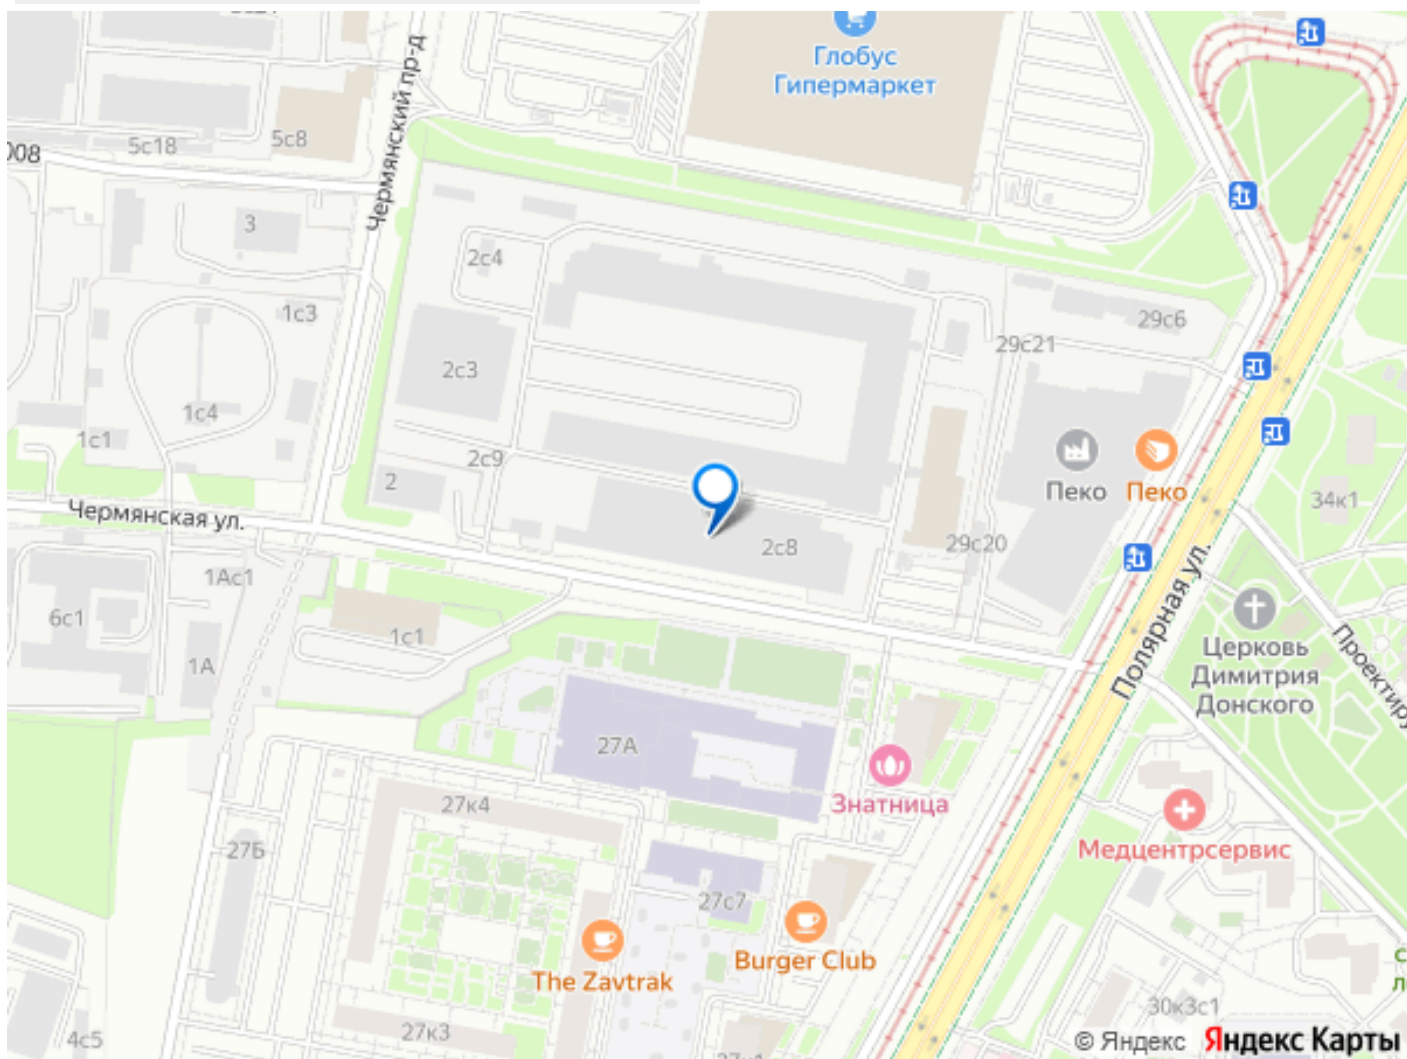 Глобус
Гипермаркет
Чермянский пр-д
5с18
5с8
3
2с4
1с3
29с6
29с21
2с3
1с4
1с1
2с9
2
Пеко
Пеко
34к1
Чермянская ул.
2с8
29с20
1Ас1
6с1
1с1
1А
Полярная ул.
Церковь
Димитрия
Донского
27А
Знатница
27к4
Медцентрсервис
27Б
27с7
Burger Club
The Zavtrak
30к3с1
27к3
4с5
© Яндекс Яндекс Карты